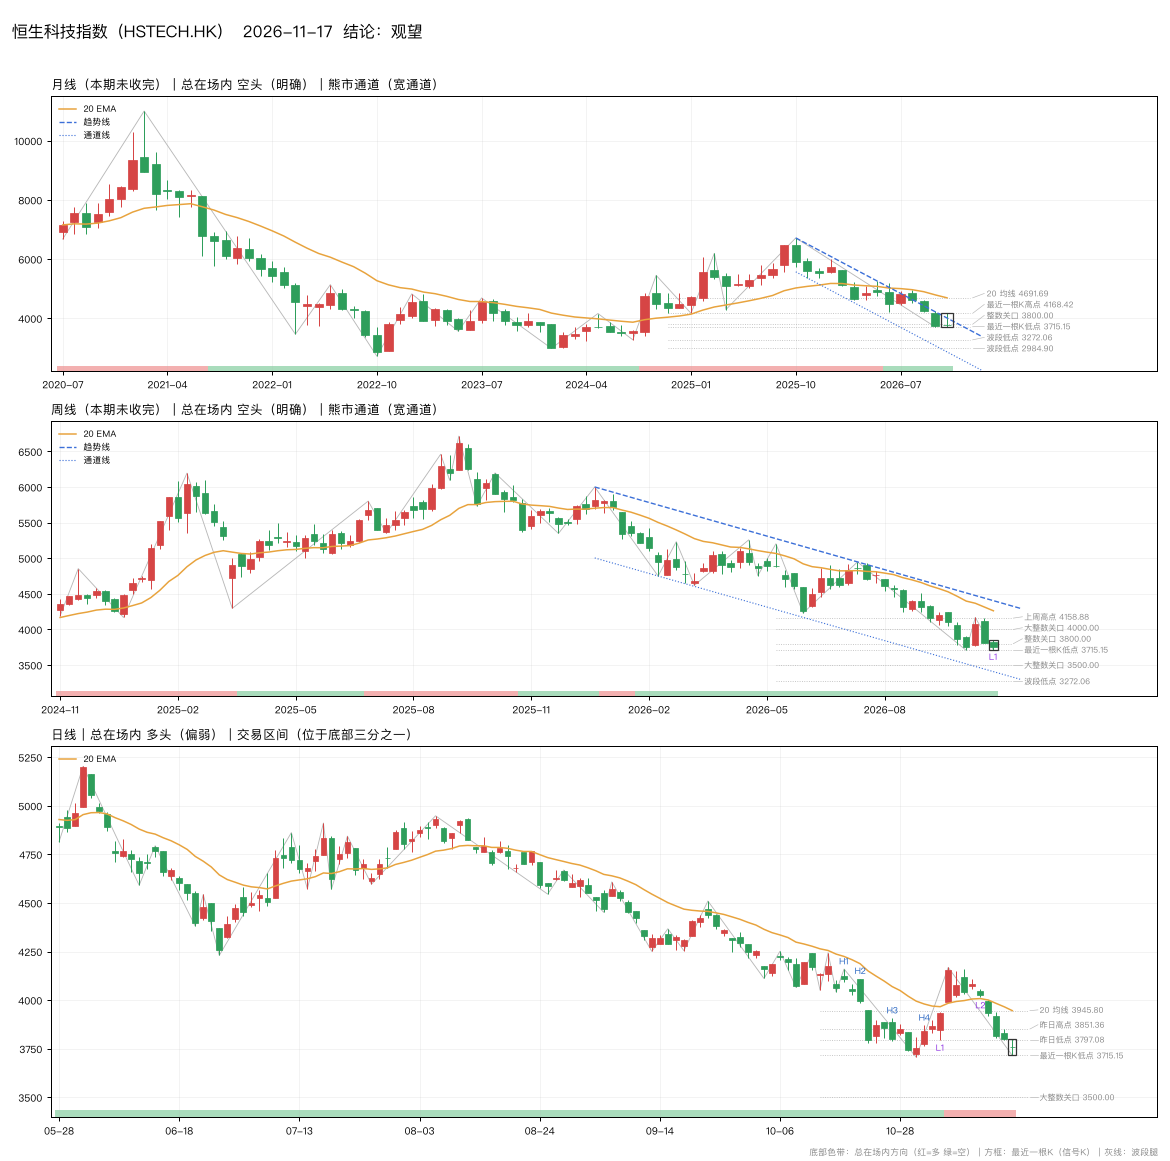 恒生科技指数（HSTECH.HK） 2026-11-17 结论：观望
月线（本期未收完）｜总在场内 空头（明确）｜熊市通道（宽通道）
20 EMA
趋势线
通道线
10000
8000
6000
4000
20 均线 4691.69
最近一根K高点 4168.42
整数关口 3800.00
最近一根K低点 3715.15
波段低点 3272.06
波段低点 2984.90
2020-07 2021-04 2022-01 2022-10 2023-07 2024-04 2025-01 2025-10 2026-07
周线（本期未收完）｜总在场内 空头（明确）｜熊市通道（宽通道）
20 EMA
趋势线
通道线
6500
6000
5500
5000
4500
4000
3500
上周高点 4158.88
大整数关口 4000.00
整数关口 3800.00
最近一根K低点 3715.15
L1
大整数关口 3500.00
波段低点 3272.06
2024-11 2025-02 2025-05 2025-08 2025-11 2026-02 2026-05 2026-08
日线｜总在场内 多头（偏弱）｜交易区间（位于底部三分之一）
20 EMA
5250
5000
4750
4500
4250
4000
3750
3500
H1
H2
H3
H4
L1
L2
20 均线 3945.80
昨日高点 3851.36
昨日低点 3797.08
最近一根K低点 3715.15
大整数关口 3500.00
05-28 06-18 07-13 08-03 08-24 09-14 10-06 10-28
底部色带：总在场内方向（红=多 绿=空）｜方框：最近一根K（信号K）｜灰线：波段腿